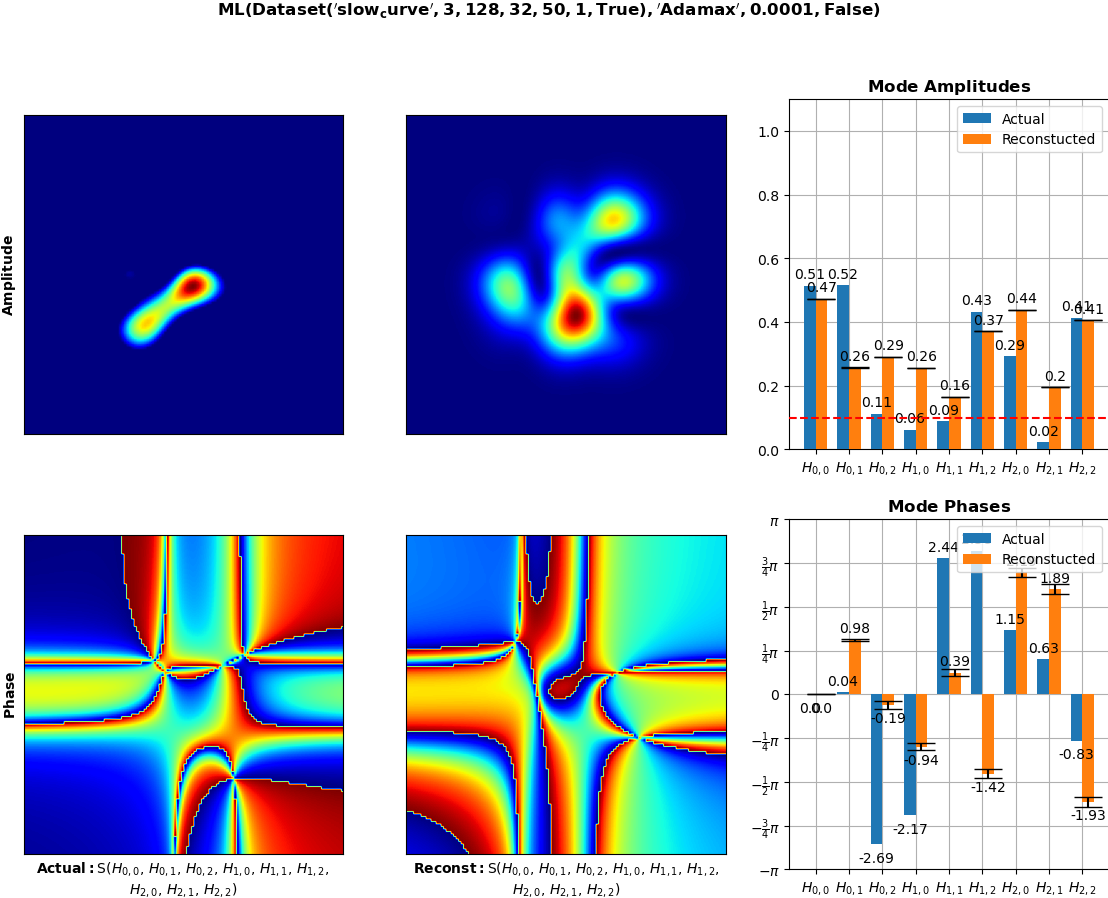 ML(Dataset('slow_curve', 3, 128, 32, 50, 1, True), 'Adamax', 0.0001, False)
Amplitude
Mode Amplitudes
Actual
Reconstucted
1.0
0.8
0.6
0.4
0.2
0.0
0.51 0.52 0.11 0.06 0.09 0.43 0.29 0.02 0.41
0.47 0.26 0.29 0.26 0.16 0.37 0.44 0.2 0.41
H0,0 H0,1 H0,2 H1,0 H1,1 H1,2 H2,0 H2,1 H2,2
Phase
Mode Phases
Actual
Reconstucted
π
3/4π
1/2π
1/4π
0
−1/4π
−1/2π
−3/4π
−π
0.0 0.04 -2.69 -2.17 2.44 1.15 0.63 -0.83
0.0 0.98 -0.19 -0.94 0.39 -1.42 1.89 -1.93
H0,0 H0,1 H0,2 H1,0 H1,1 H1,2 H2,0 H2,1 H2,2
Actual: S(H0,0, H0,1, H0,2, H1,0, H1,1, H1,2,
H2,0, H2,1, H2,2)
Reconst: S(H0,0, H0,1, H0,2, H1,0, H1,1, H1,2,
H2,0, H2,1, H2,2)